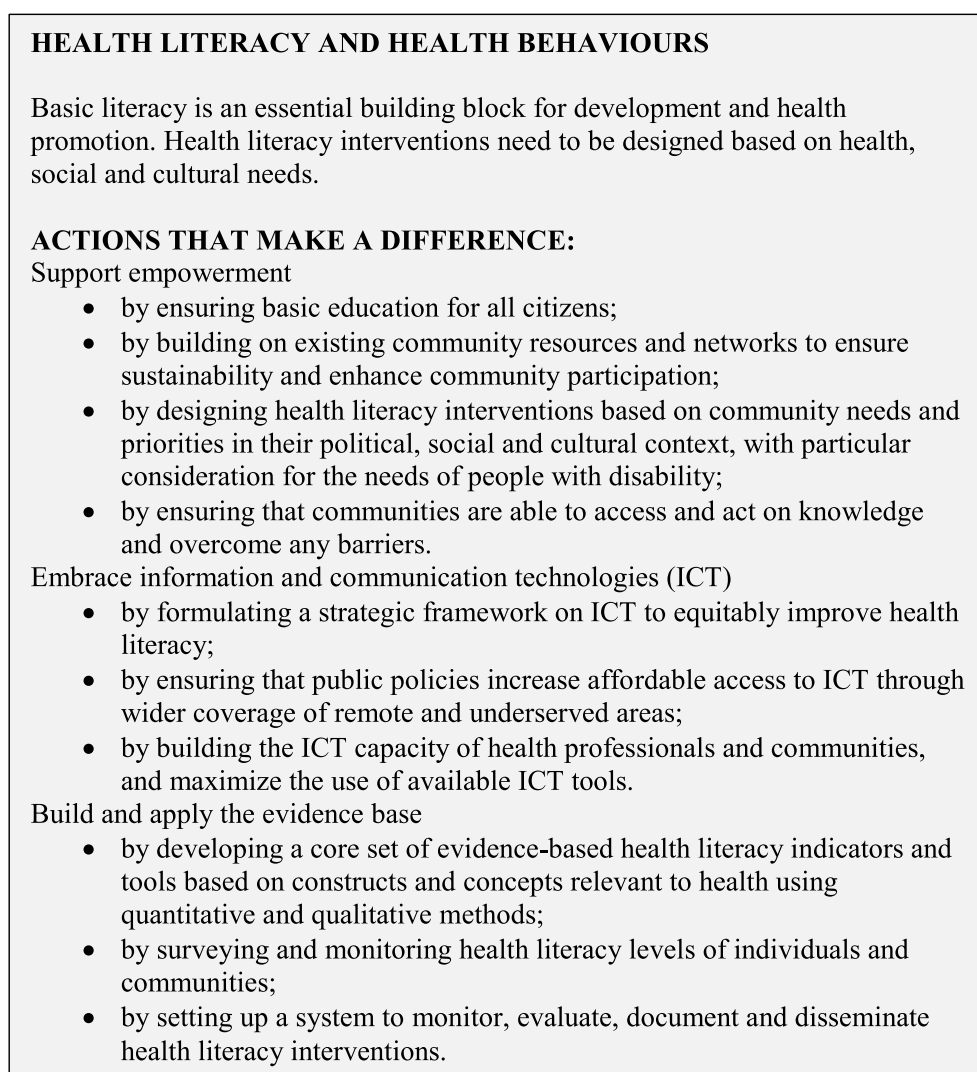 HEALTH LITERACY AND HEALTH BEHAVIOURS
Basic literacy is an essential building block for development and health
promotion. Health literacy interventions need to be designed based on health,
social and cultural needs.
ACTIONS THAT MAKE A DIFFERENCE:
Support empowerment
• by ensuring basic education for all citizens;
• by building on existing community resources and networks to ensure
sustainability and enhance community participation;
• by designing health literacy interventions based on community needs and
priorities in their political, social and cultural context, with particular
consideration for the needs of people with disability;
• by ensuring that communities are able to access and act on knowledge
and overcome any barriers.
Embrace information and communication technologies (ICT)
• by formulating a strategic framework on ICT to equitably improve health
literacy;
• by ensuring that public policies increase affordable access to ICT through
wider coverage of remote and underserved areas;
• by building the ICT capacity of health professionals and communities,
and maximize the use of available ICT tools.
Build and apply the evidence base
• by developing a core set of evidence-based health literacy indicators and
tools based on constructs and concepts relevant to health using
quantitative and qualitative methods;
• by surveying and monitoring health literacy levels of individuals and
communities;
• by setting up a system to monitor, evaluate, document and disseminate
health literacy interventions.